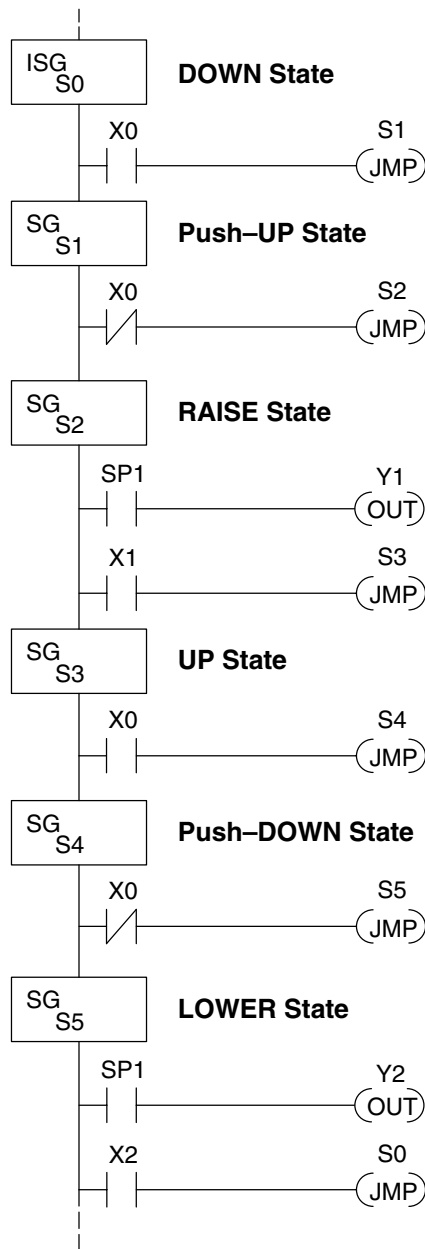 ISG
S0
DOWN State
X0
S1
JMP
SG
S1
Push–UP State
X0
S2
JMP
SG
S2
RAISE State
SP1
Y1
OUT
X1
S3
JMP
SG
S3
UP State
X0
S4
JMP
SG
S4
Push–DOWN State
X0
S5
JMP
SG
S5
LOWER State
SP1
Y2
OUT
X2
S0
JMP